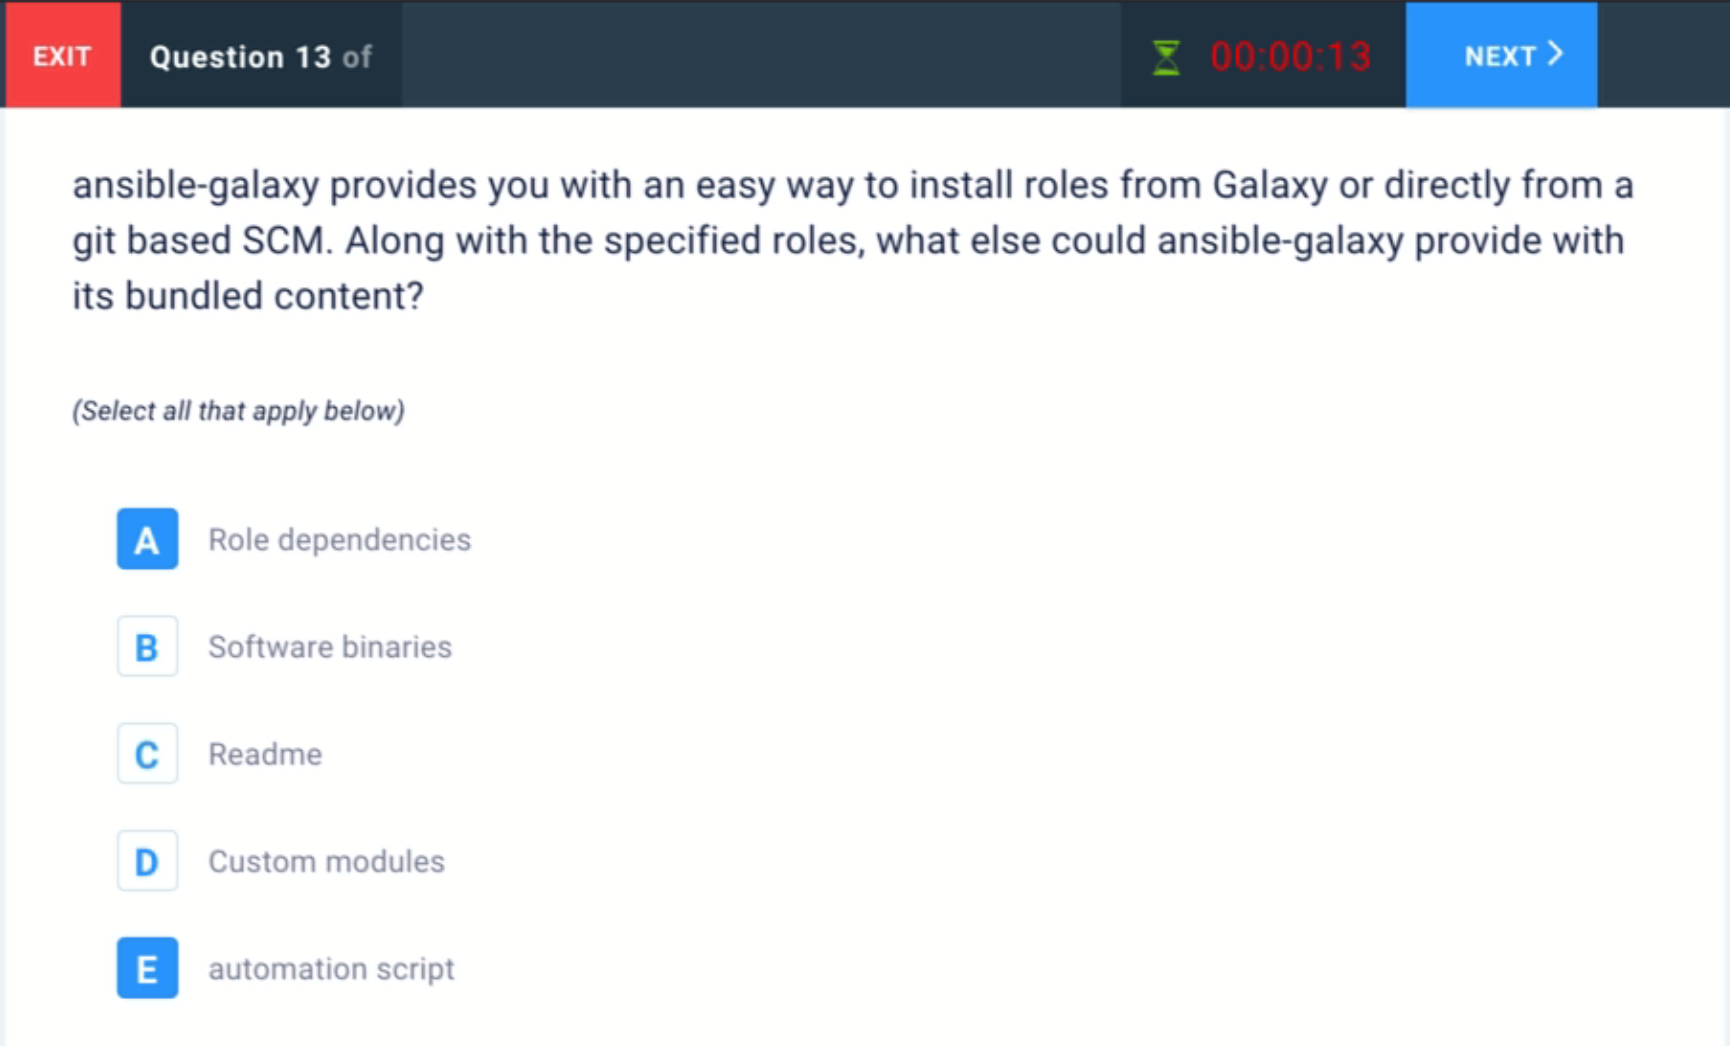 EXIT Question 13 of 00:00:13 NEXT
ansible-galaxy provides you with an easy way to install roles from Galaxy or directly from a
git based SCM. Along with the specified roles, what else could ansible-galaxy provide with
its bundled content?
(Select all that apply below)
A Role dependencies
B Software binaries
C Readme
D Custom modules
E automation script